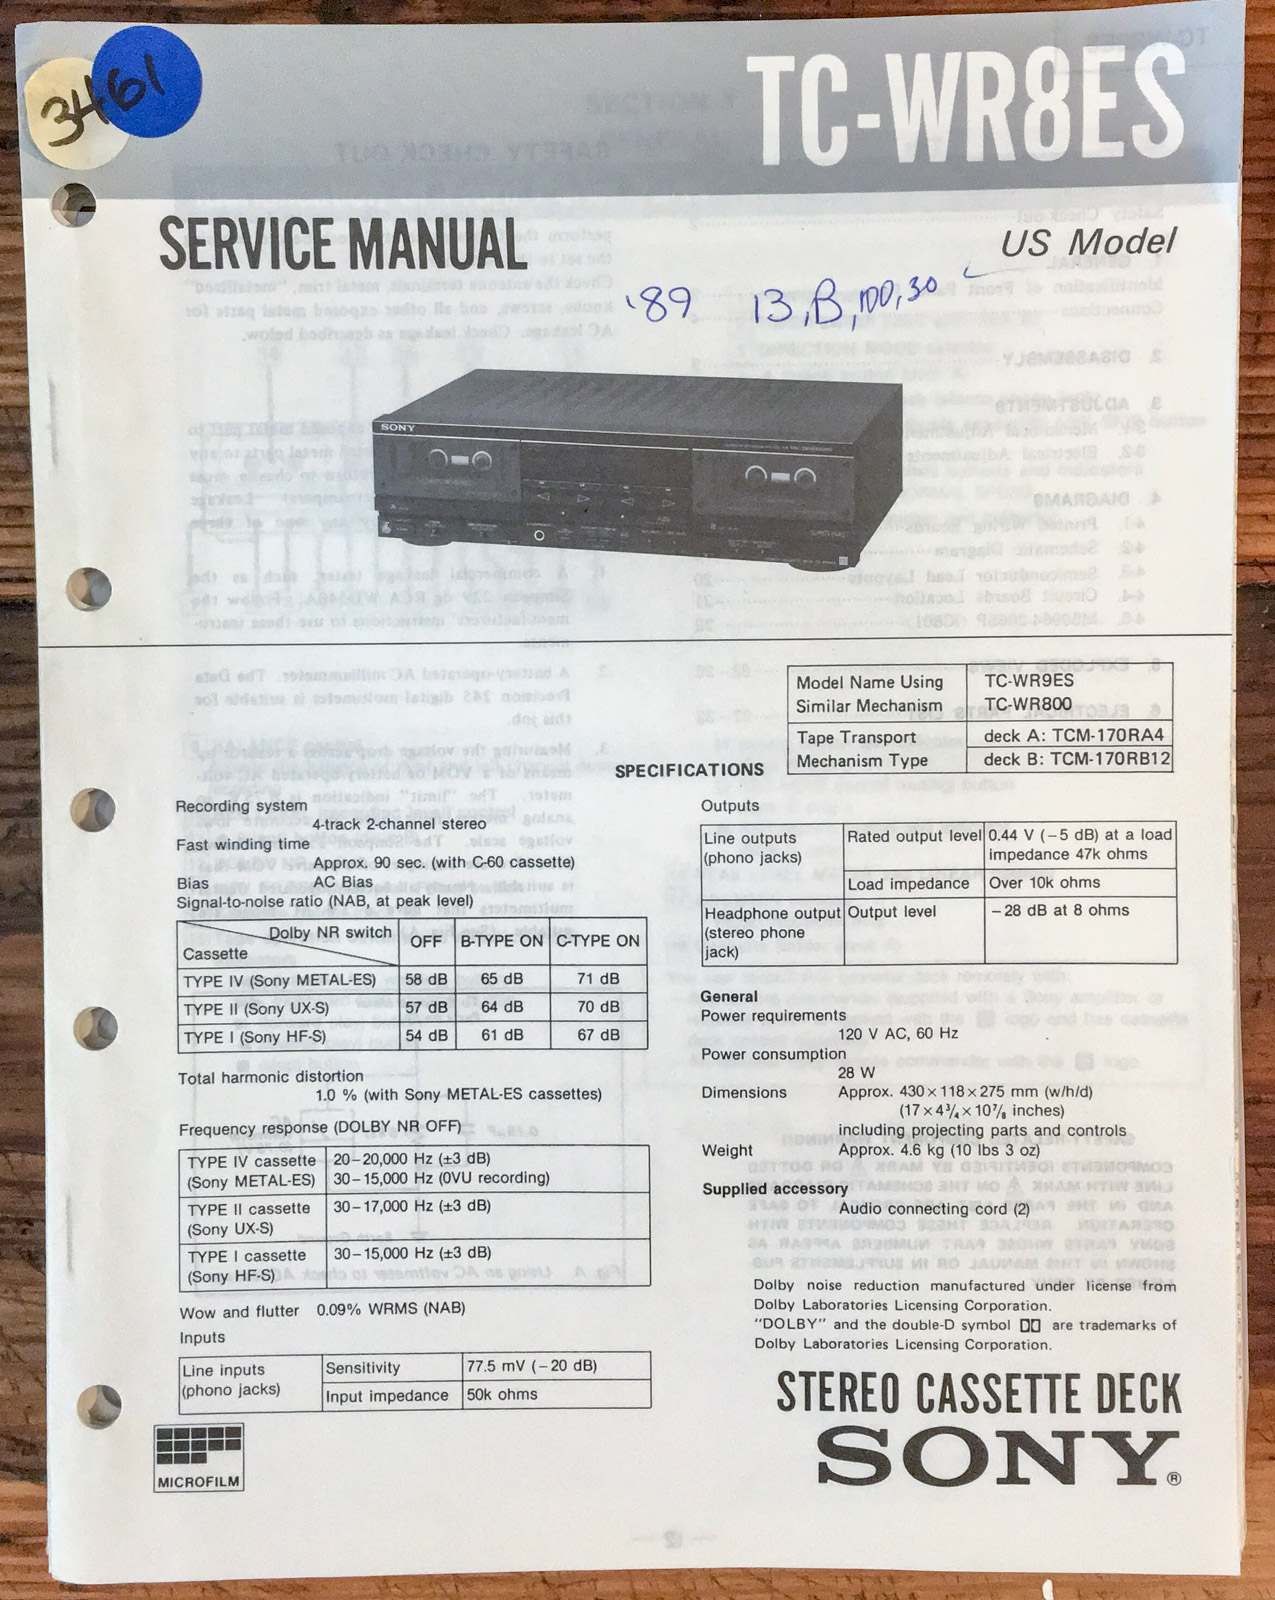 3461
TC-WR8ES
SERVICE MANUAL
US Model
'89 13, B, DD, 30
SONY
Model Name Using Similar Mechanism TC-WR9ES TC-WR800
Tape Transport Mechanism Type deck A: TCM-170RA4 deck B: TCM-170RB12
SPECIFICATIONS
Recording system
4-track 2-channel stereo
Fast winding time
Approx. 90 sec. (with C-60 cassette)
Bias AC Bias
Signal-to-noise ratio (NAB, at peak level)
Dolby NR switch
Cassette
OFF B-TYPE ON C-TYPE ON
TYPE IV (Sony METAL-ES) 58 dB 65 dB 71 dB
TYPE II (Sony UX-S) 57 dB 64 dB 70 dB
TYPE I (Sony HF-S) 54 dB 61 dB 67 dB
Total harmonic distortion
1.0 % (with Sony METAL-ES cassettes)
Frequency response (DOLBY NR OFF)
TYPE IV cassette 20–20,000 Hz (±3 dB)
(Sony METAL-ES) 30–15,000 Hz (0VU recording)
TYPE II cassette 30–17,000 Hz (±3 dB)
(Sony UX-S)
TYPE I cassette 30–15,000 Hz (±3 dB)
(Sony HF-S)
Wow and flutter 0.09% WRMS (NAB)
Inputs
Line inputs (phono jacks) Sensitivity 77.5 mV (–20 dB)
Input impedance 50k ohms
MICROFILM
Outputs
Line outputs (phono jacks) Rated output level 0.44 V (–5 dB) at a load impedance 47k ohms
Load impedance Over 10k ohms
Headphone output (stereo phone jack) Output level –28 dB at 8 ohms
General
Power requirements
120 V AC, 60 Hz
Power consumption
28 W
Dimensions Approx. 430 × 118 × 275 mm (w/h/d)
(17 × 4 3/4 × 10 7/8 inches)
including projecting parts and controls
Weight Approx. 4.6 kg (10 lbs 3 oz)
Supplied accessory
Audio connecting cord (2)
Dolby noise reduction manufactured under license from
Dolby Laboratories Licensing Corporation.
"DOLBY" and the double-D symbol are trademarks of
Dolby Laboratories Licensing Corporation.
STEREO CASSETTE DECK
SONY®